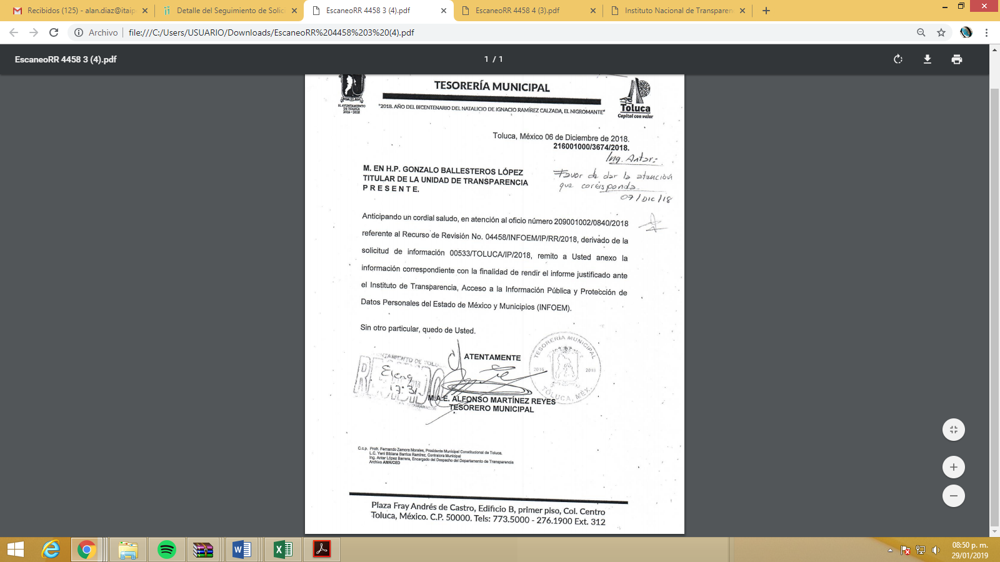 Recibidos (125) - alan.diaz@itaip
Detalle del Seguimiento de Solic
EscaneoRR 4458 3 (4).pdf
EscaneoRR 4458 4 (3).pdf
Instituto Nacional de Transparen
Archivo
file:///C:/Users/USUARIO/Downloads/EscaneoRR%204458%203%20(4).pdf
EscaneoRR 4458 3 (4).pdf
1 / 1
H. AYUNTAMIENTO
DE TOLUCA
2016 - 2018
TESORERÍA MUNICIPAL
"2018. AÑO DEL BICENTENARIO DEL NATALICIO DE IGNACIO RAMÍREZ CALZADA, EL NIGROMANTE"
Toluca
Capital con valor
Toluca, México 06 de Diciembre de 2018.
216001000/3674/2018.
Ing. Antar:
Favor de dar la atención
que corresponda
07/DIC/18
M. EN H.P. GONZALO BALLESTEROS LÓPEZ
TITULAR DE LA UNIDAD DE TRANSPARENCIA
P R E S E N T E.
Anticipando un cordial saludo, en atención al oficio número 209001002/0840/2018
referente al Recurso de Revisión No. 04458/INFOEM/IP/RR/2018, derivado de la
solicitud de información 00533/TOLUCA/IP/2018, remito a Usted anexo la
información correspondiente con la finalidad de rendir el informe justificado ante
el Instituto de Transparencia, Acceso a la Información Pública y Protección de
Datos Personales del Estado de México y Municipios (INFOEM).
Sin otro particular, quedo de Usted.
ATENTAMENTE
TESORERÍA MUNICIPAL
2016 2018
TOLUCA, MÉX.
M.A.E. ALFONSO MARTÍNEZ REYES
TESORERO MUNICIPAL
C.c.p. Profr. Fernando Zamora Morales, Presidente Municipal Constitucional de Toluca.
L.C. Yeni Bibiana Barrios Ramírez, Contralora Municipal
Ing. Antar López Barrera, Encargado del Despacho del Departamento de Transparencia
Archivo AMR/CED
Plaza Fray Andrés de Castro, Edificio B, primer piso, Col. Centro
Toluca, México. C.P. 50000. Tels: 773.5000 - 276.1900 Ext. 312
08:50 p. m.
29/01/2019